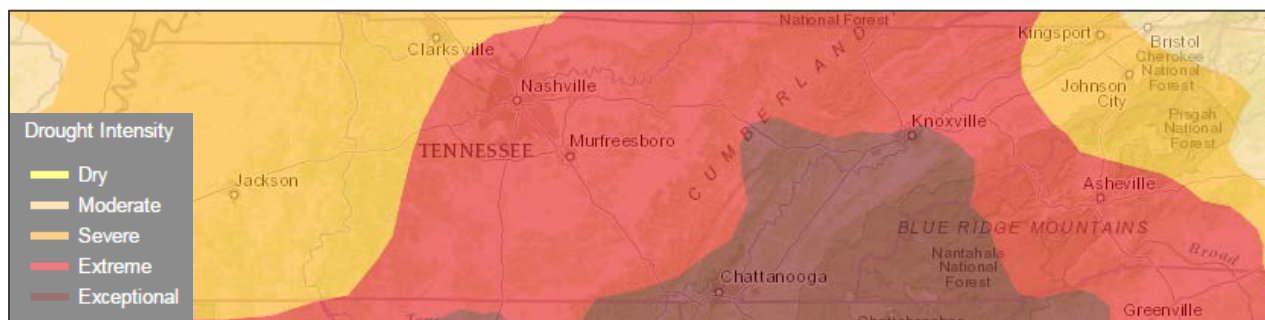 National Forest
Clarksville
Kingsport
Bristol
Cherokee
National
Forest
Johnson
City
Nashville
CUMBERLAND
Pisgah
National
Forest
Knoxville
Drought Intensity
Dry
Moderate
Severe
Extreme
Exceptional
TENNESSEE
Murfreesboro
Jackson
Asheville
BLUE RIDGE MOUNTAINS
Broad
Nantahala
National
Forest
Chattanooga
Greenville